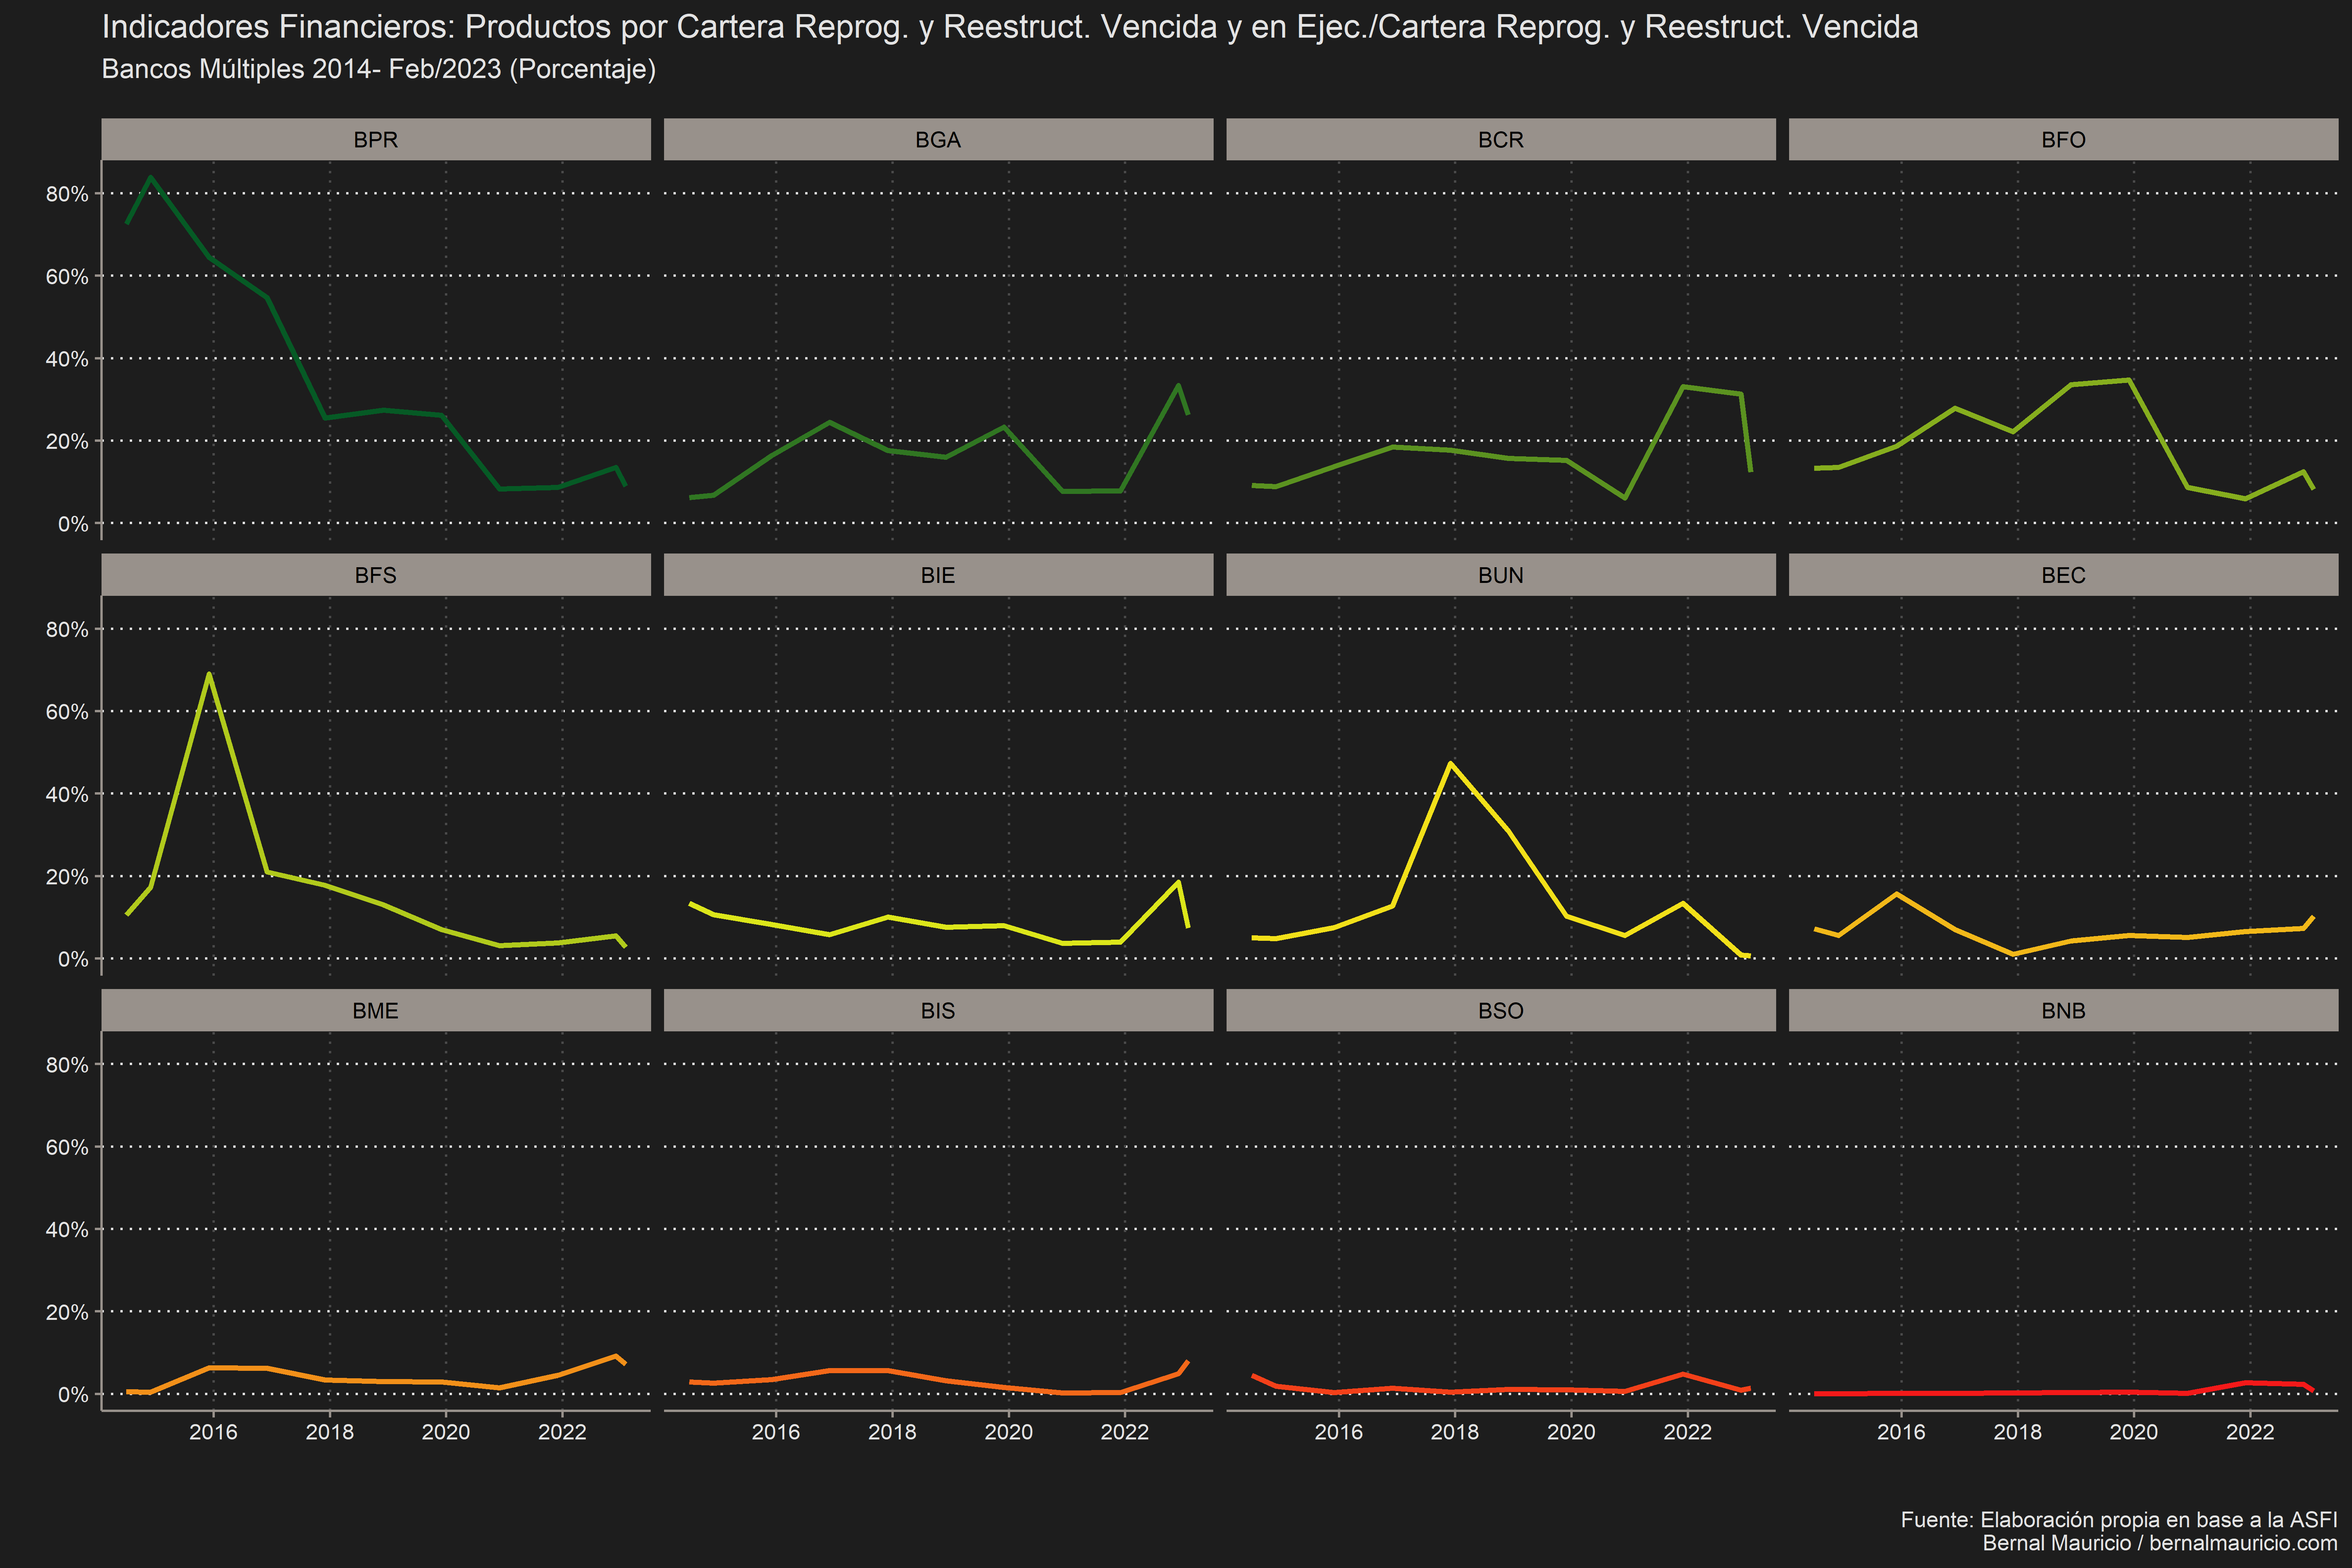 Indicadores Financieros: Productos por Cartera Reprog. y Reestruct. Vencida y en Ejec./Cartera Reprog. y Reestruct. Vencida
Bancos Múltiples 2014- Feb/2023 (Porcentaje)
BPR BGA BCR BFO
80%
60%
40%
20%
0%
BFS BIE BUN BEC
80%
60%
40%
20%
0%
BME BIS BSO BNB
80%
60%
40%
20%
0%
2016 2018 2020 2022 2016 2018 2020 2022 2016 2018 2020 2022 2016 2018 2020 2022
Fuente: Elaboración propia en base a la ASFI
Bernal Mauricio / bernalmauricio.com